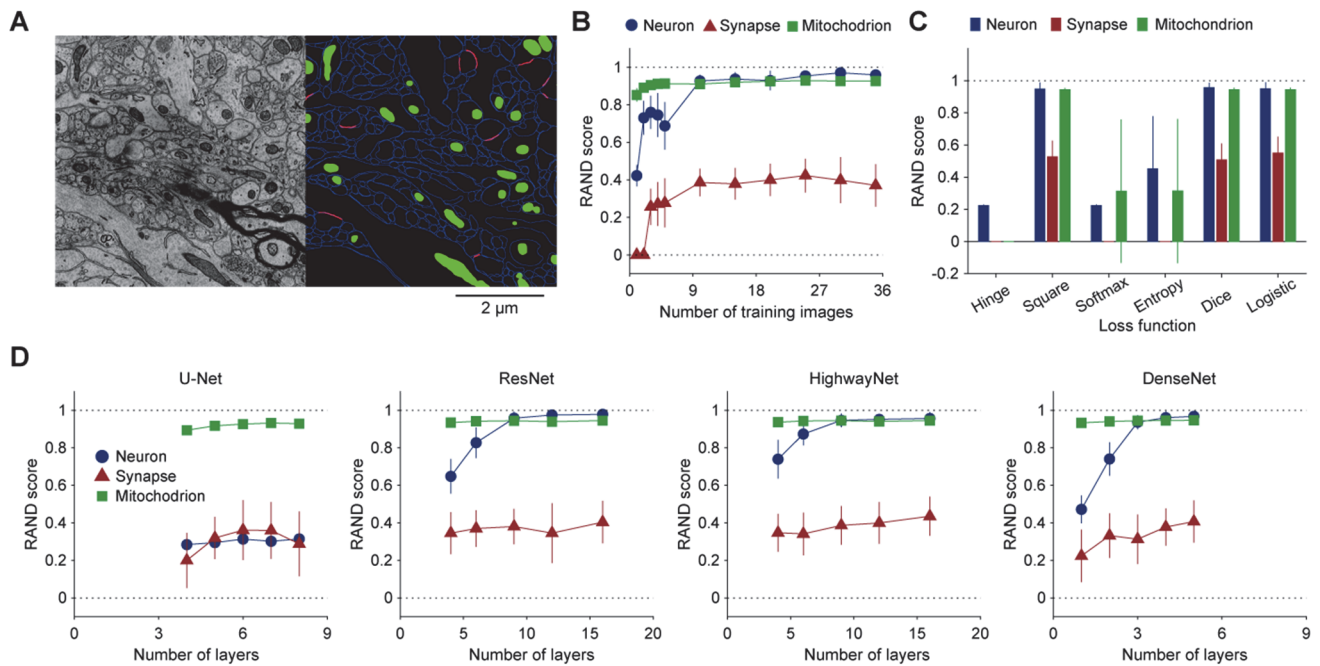 A
2 µm
B
Neuron Synapse Mitochodrion
RAND score
1
0.8
0.6
0.4
0.2
0
0 9 18 27 36
Number of training images
C
Neuron Synapse Mitochondrion
RAND score
1
0.8
0.6
0.4
0.2
0
-0.2
Hinge Square Softmax Entropy Dice Logistic
Loss function
D
U-Net
RAND score
1
0.8
0.6
0.4
0.2
0
Neuron
Synapse
Mitochodrion
0 3 6 9
Number of layers
ResNet
RAND score
1
0.8
0.6
0.4
0.2
0
0 5 10 15 20
Number of layers
HighwayNet
RAND score
1
0.8
0.6
0.4
0.2
0
0 5 10 15 20
Number of layers
DenseNet
RAND score
1
0.8
0.6
0.4
0.2
0
0 3 6 9
Number of layers